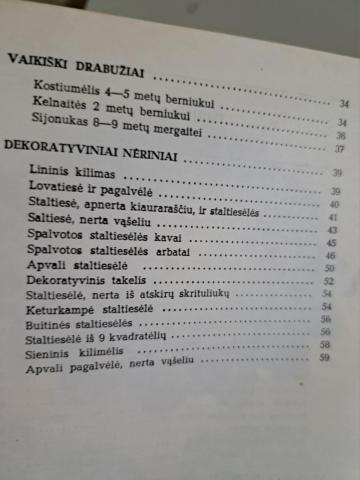 VAIKIŠKI DRABUŽIAI 34
Kostiumėlis 4—5 metų berniukui 34
Kelnaitės 2 metų berniukui 36
Sijonukas 8—9 metų mergaitei 37
DEKORATYVINIAI NĖRINIAI 39
Lininis kilimas 39
Lovatiesė ir pagalvėlė 40
Staltiesė, apnerta kiauraraščiu, ir staltiesėlės 41
Saltiesė, nerta vąšeliu 43
Spalvotos staltiesėlės kavai 45
Spalvotos staltiesėlės arbatai 46
Apvali staltiesėlė 50
Dekoratyvinis takelis 52
Staltiesėlė, nerta iš atskirų skrituliukų 54
Keturkampė staltiesėlė 54
Buitinės staltiesėlės 56
Staltiesėlė iš 9 kvadratėlių 56
Sieninis kilimėlis 58
Apvali pagalvėlė, nerta vąšeliu 59